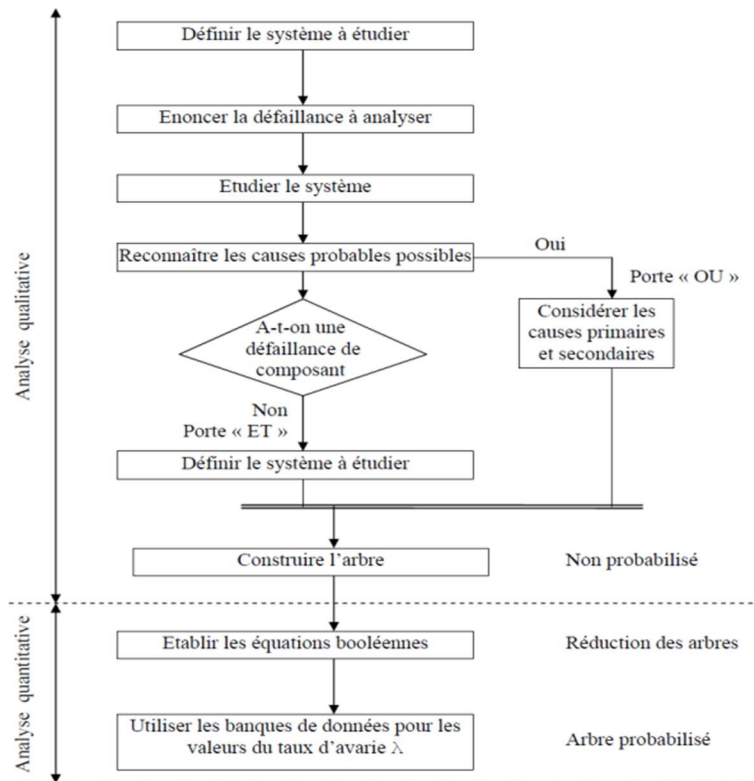 Définir le système à étudier
Enoncer la défaillance à analyser
Etudier le système
Reconnaître les causes probables possibles
Oui
Porte « OU »
Considérer les
causes primaires
et secondaires
A-t-on une
défaillance de
composant
Non
Porte « ET »
Définir le système à étudier
Construire l'arbre
Non probabilisé
Analyse qualitative
Etablir les équations booléennes
Réduction des arbres
Utiliser les banques de données pour les
valeurs du taux d'avarie λ
Arbre probabilisé
Analyse quantitative